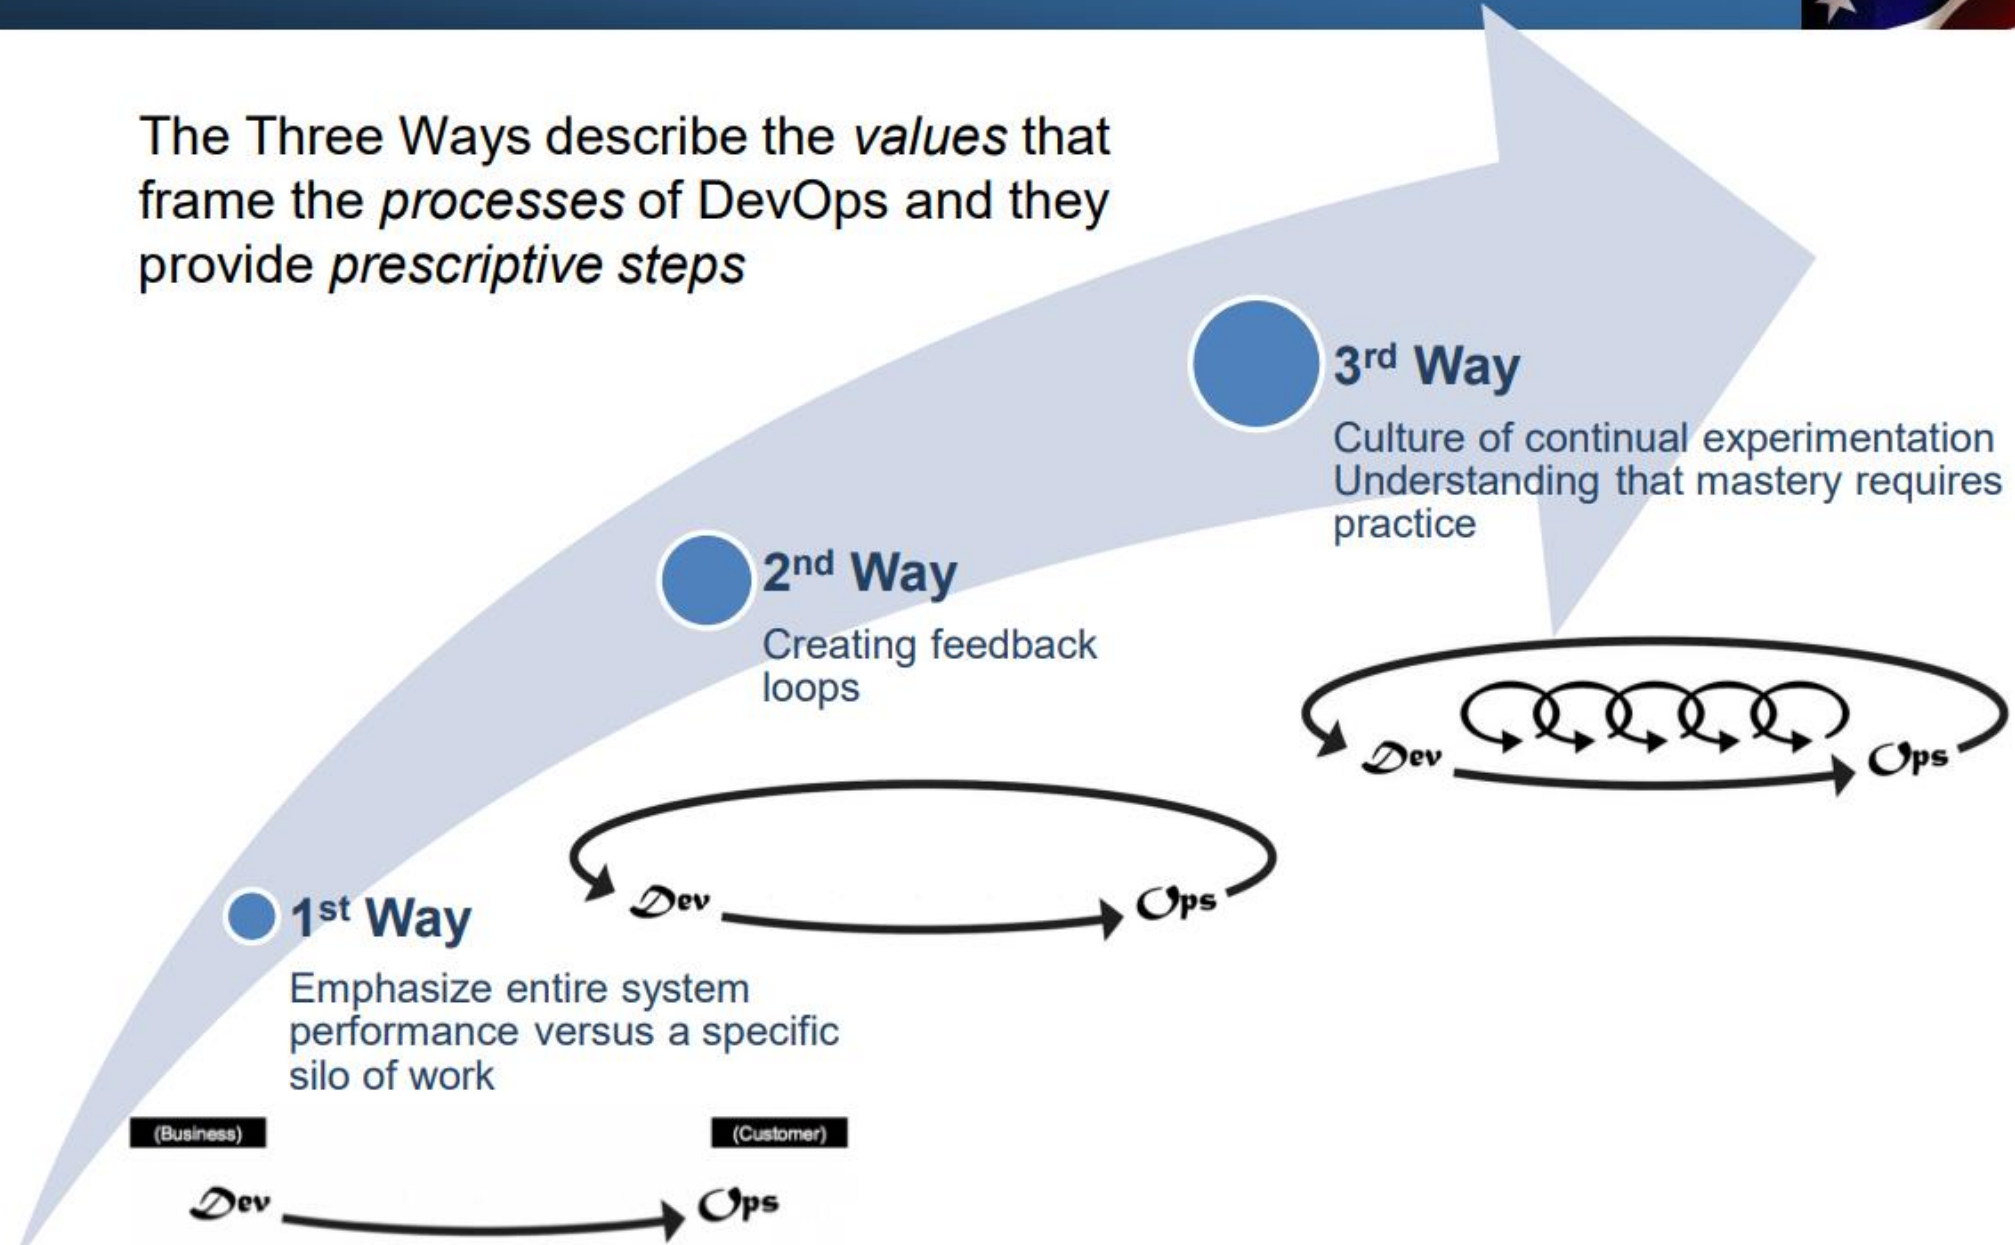 The Three Ways describe the values that
frame the processes of DevOps and they
provide prescriptive steps
3rd Way
Culture of continual experimentation
Understanding that mastery requires
practice
2nd Way
Creating feedback
loops
Dev
Ops
Dev
Ops
1st Way
Emphasize entire system
performance versus a specific
silo of work
(Business)
(Customer)
Dev
Ops